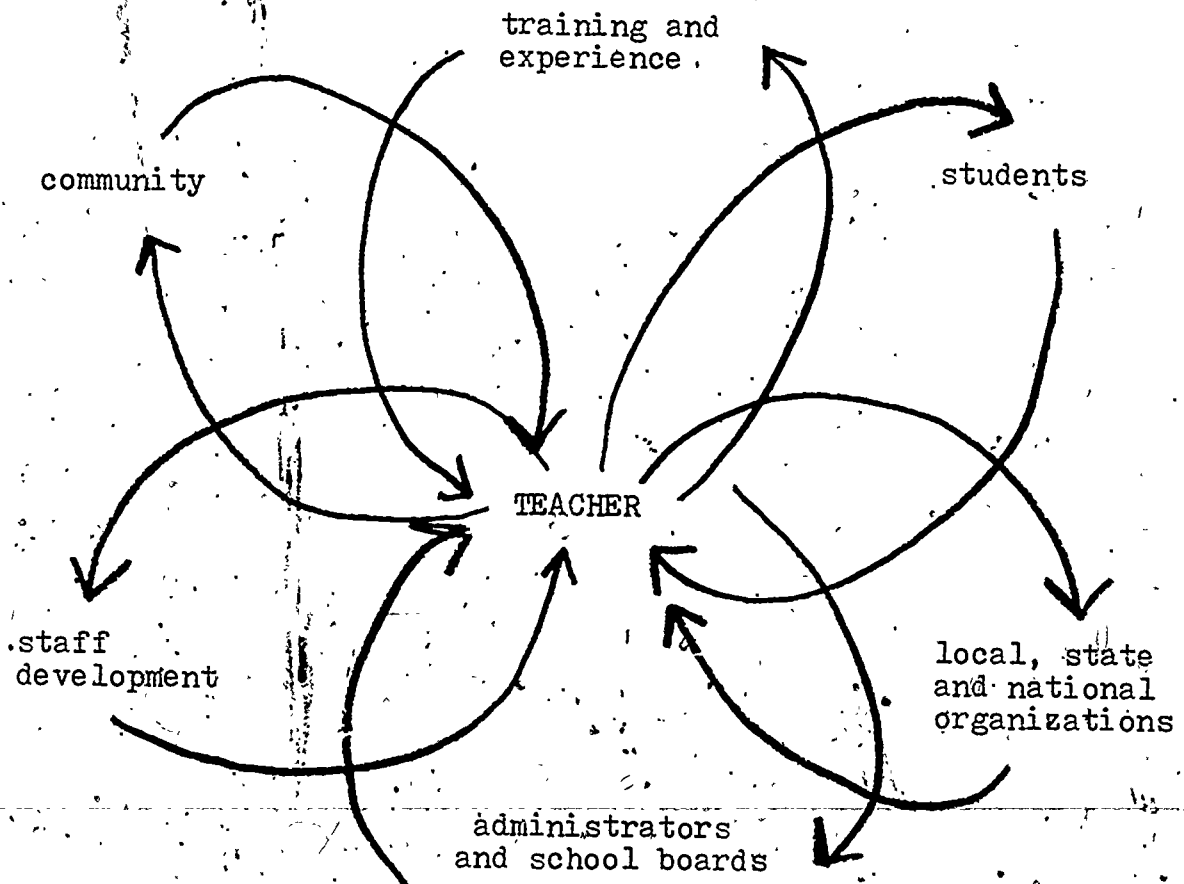 training and
experience
community
students
TEACHER
staff
development
local, state
and national
organizations
administrators
and school boards